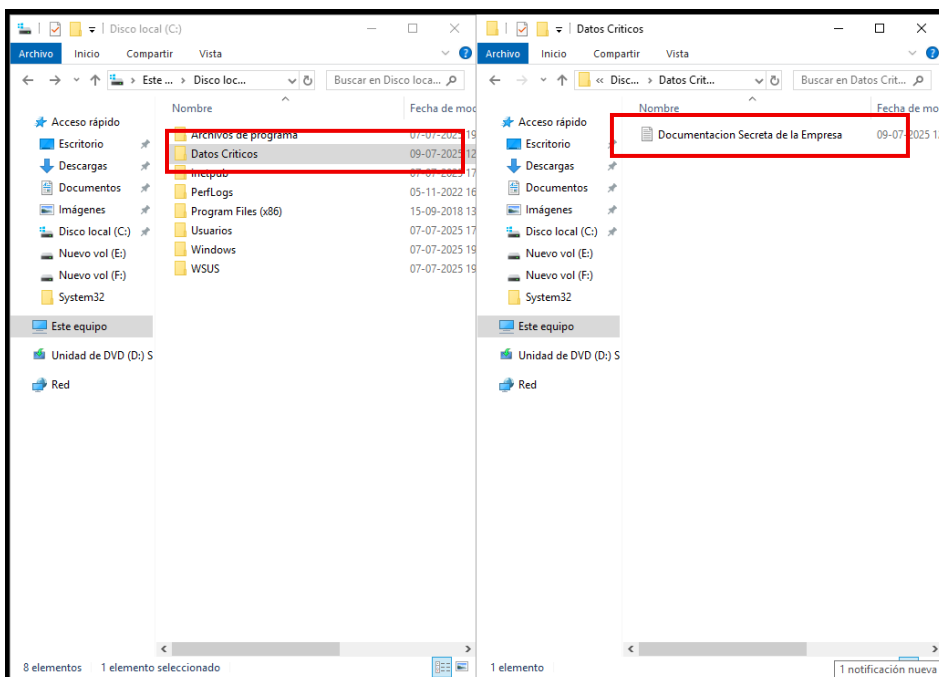 Disco local (C:)
Archivo Inicio Compartir Vista
Este ... Disco loc... Buscar en Disco loca...
Nombre Fecha de mod
Acceso rápido
Escritorio
Descargas
Documentos
Imágenes
Disco local (C:)
Nuevo vol (E:)
Nuevo vol (F:)
System32
Este equipo
Unidad de DVD (D:) S
Red
Archivos de programa 07-07-2025 19
Datos Criticos 09-07-2025 12
inetpub 07-07-2025 17
PerfLogs 05-11-2022 16
Program Files (x86) 15-09-2018 13
Usuarios 07-07-2025 17
Windows 07-07-2025 19
WSUS 07-07-2025 19
8 elementos 1 elemento seleccionado
Datos Criticos
Archivo Inicio Compartir Vista
« Disc... Datos Crit... Buscar en Datos Crit...
Nombre Fecha de mo
Acceso rápido
Escritorio
Descargas
Documentos
Imágenes
Disco local (C:)
Nuevo vol (E:)
Nuevo vol (F:)
System32
Este equipo
Unidad de DVD (D:) S
Red
Documentacion Secreta de la Empresa 09-07-2025 1
1 elemento
1 notificación nueva